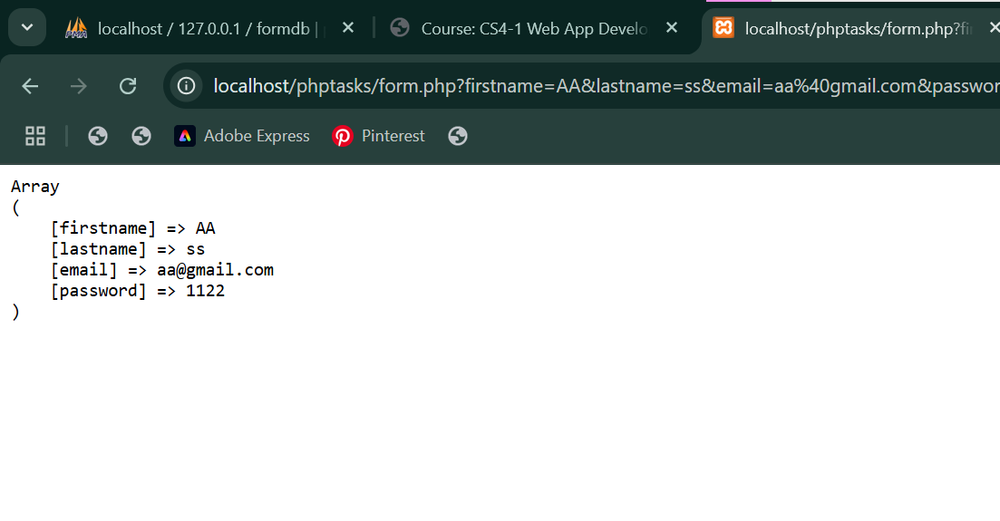 localhost / 127.0.0.1 / formdb |
Course: CS4-1 Web App Develo
localhost/phptasks/form.php?fi
localhost/phptasks/form.php?firstname=AA&lastname=ss&email=aa%40gmail.com&passwor
Adobe Express
Pinterest
Array
(
[firstname] => AA
[lastname] => ss
[email] => aa@gmail.com
[password] => 1122
)